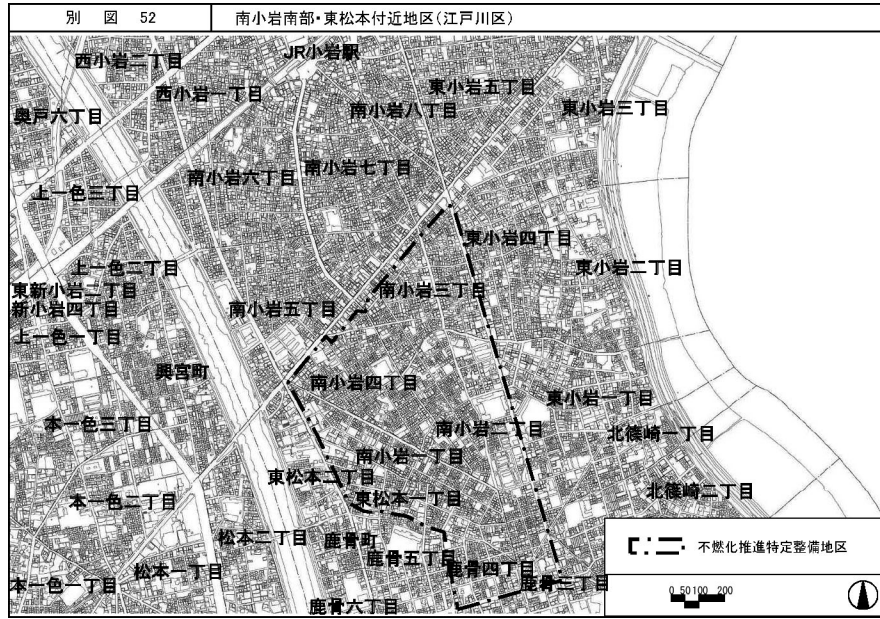 別 図 52 南小岩南部・東松本付近地区(江戸川区)
JR小岩駅
西小岩二丁目
東小岩五丁目
西小岩一丁目
南小岩八丁目
東小岩三丁目
奥戸六丁目
南小岩七丁目
南小岩六丁目
上一色三丁目
東小岩四丁目
上一色二丁目
東小岩二丁目
東新小岩二丁目
南小岩三丁目
新小岩四丁目
南小岩五丁目
上一色一丁目
興宮町
南小岩四丁目
東小岩一丁目
本一色三丁目
南小岩二丁目
北篠崎一丁目
南小岩一丁目
東松本二丁目
北篠崎二丁目
本一色二丁目
東松本一丁目
松本二丁目
鹿骨町
鹿骨五丁目
松本一丁目
鹿骨四丁目
本一色一丁目
鹿骨三丁目
鹿骨六丁目
不燃化推進特定整備地区
0 50100 200